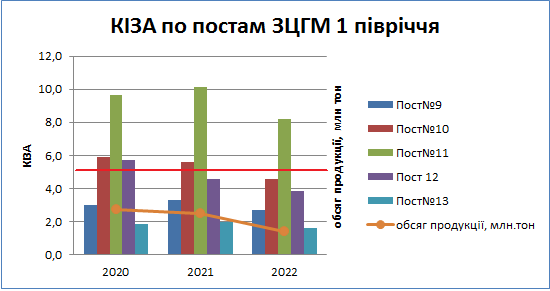 КІЗА по постам ЗЦГМ 1 півріччя
12,0
10,0
8,0
6,0
4,0
2,0
0,0
КВА
2020
2021
2022
обсяг продукції, млн тон
Пост№9
Пост№10
Пост№11
Пост 12
Пост№13
обсяг продукції, млн.тон